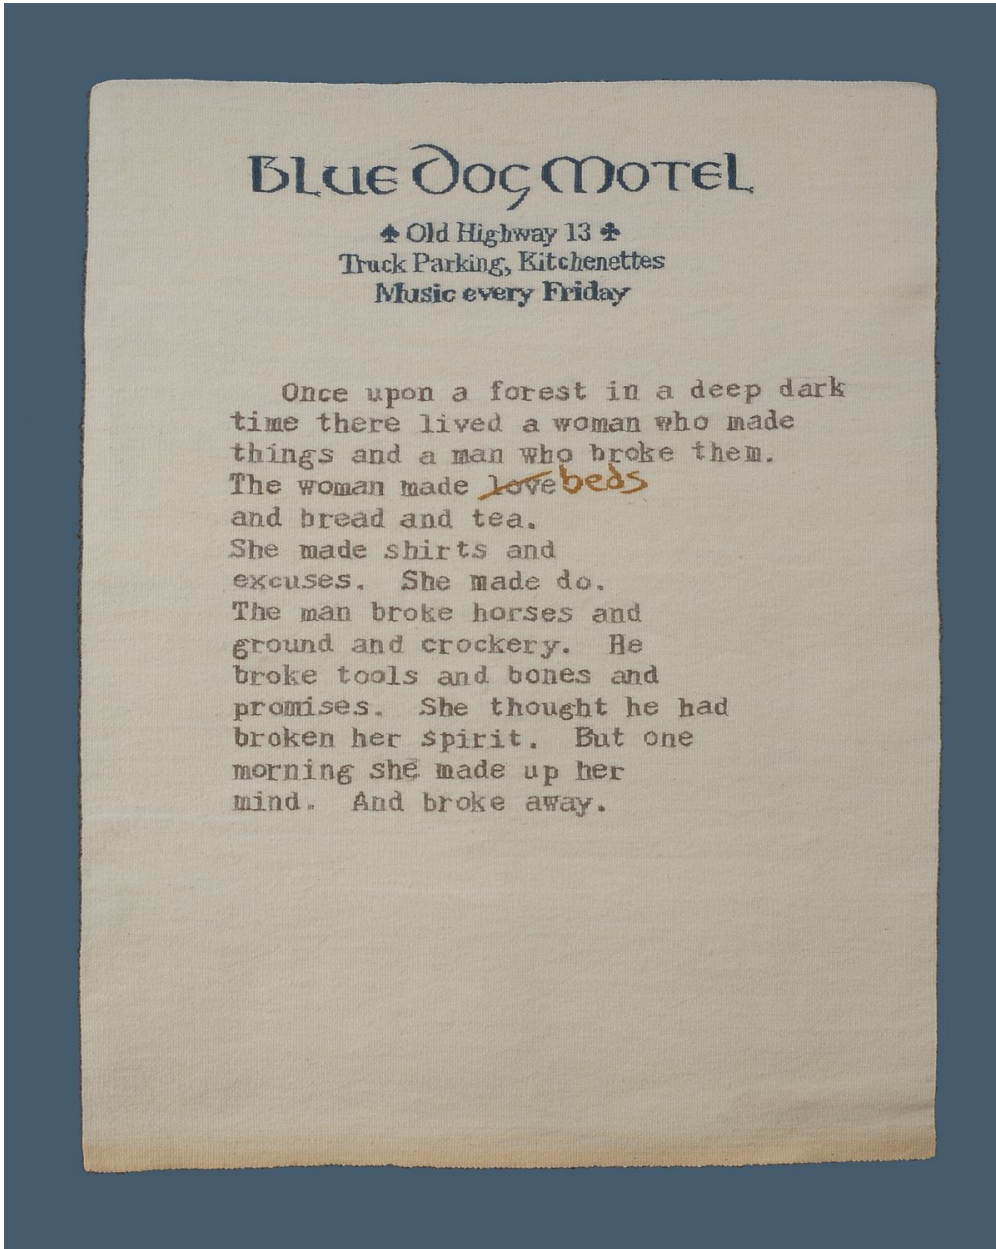 BLUE DOG MOTEL
♣ Old Highway 13 ♣
Truck Parking, Kitchenettes
Music every Friday
Once upon a forest in a deep dark
time there lived a woman who made
things and a man who broke them.
The woman made love beds
and bread and tea.
She made shirts and
excuses. She made do.
The man broke horses and
ground and crockery. He
broke tools and bones and
promises. She thought he had
broken her spirit. But one
morning she made up her
mind. And broke away.